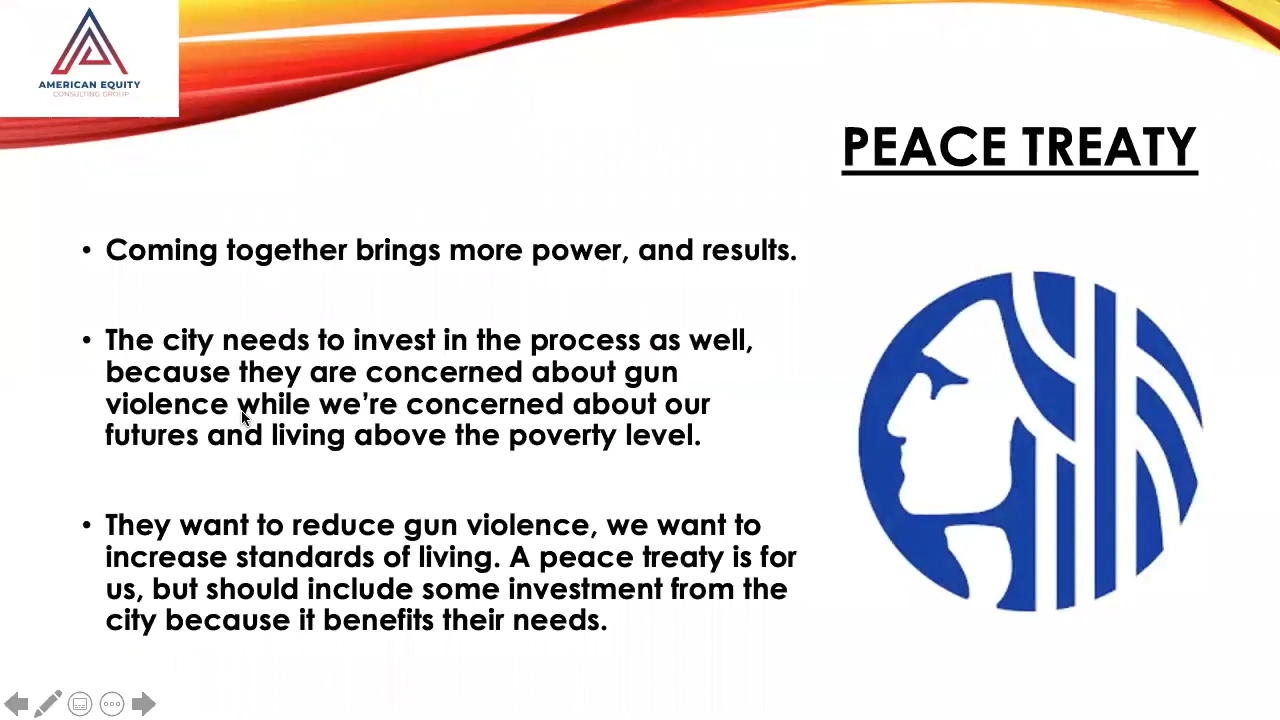 AMERICAN EQUITY
CONSULTING GROUP
PEACE TREATY
• Coming together brings more power, and results.
• The city needs to invest in the process as well,
because they are concerned about gun
violence while we're concerned about our
futures and living above the poverty level.
• They want to reduce gun violence, we want to
increase standards of living. A peace treaty is for
us, but should include some investment from the
city because it benefits their needs.